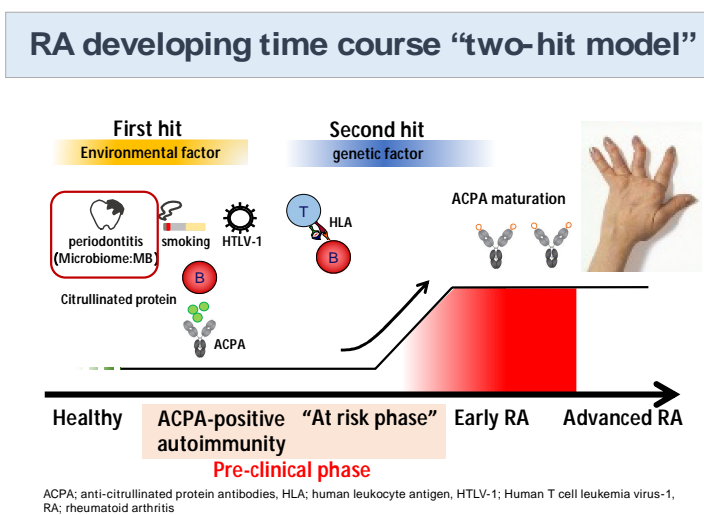 RA developing time course “two-hit model”
First hit
Environmental factor
Second hit
genetic factor
periodontitis
(Microbiome:MB)
smoking
HTLV-1
T
HLA
B
ACPA maturation
B
Citrullinated protein
ACPA
Healthy
ACPA-positive
autoimmunity
“At risk phase”
Early RA
Advanced RA
Pre-clinical phase
ACPA; anti-citrullinated protein antibodies, HLA; human leukocyte antigen, HTLV-1; Human T cell leukemia virus-1,
RA; rheumatoid arthritis